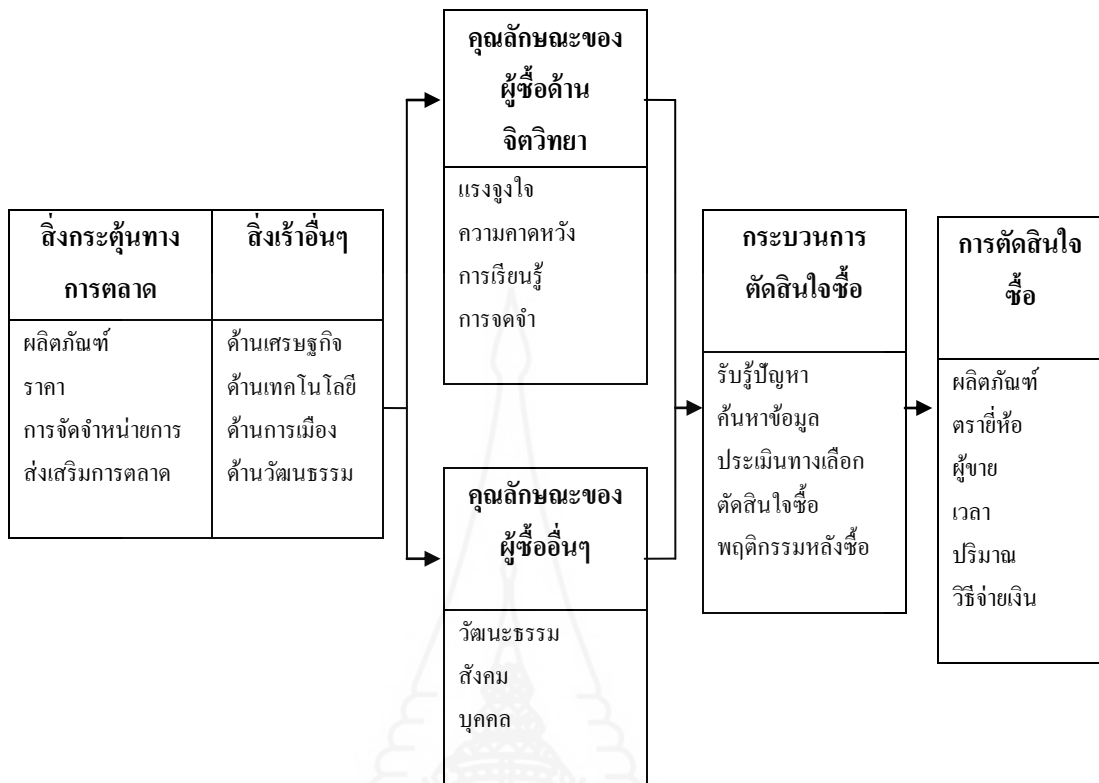 สิ่งกระตุ้นทาง
การตลาด
ผลิตภัณฑ์
ราคา
การจัดจำหน่ายการ
ส่งเสริมการตลาด
สิ่งเร้าอื่นๆ
ด้านเศรษฐกิจ
ด้านเทคโนโลยี
ด้านการเมือง
ด้านวัฒนธรรม
คุณลักษณะของ
ผู้ซื้อด้าน
จิตวิทยา
แรงจูงใจ
ความคาดหวัง
การเรียนรู้
การจดจำ
คุณลักษณะของ
ผู้ซื้ออื่นๆ
วัฒนะธรรม
สังคม
บุคคล
กระบวนการ
ตัดสินใจซื้อ
รับรู้ปัญหา
ค้นหาข้อมูล
ประเมินทางเลือก
ตัดสินใจซื้อ
พฤติกรรมหลังซื้อ
การตัดสินใจ
ซื้อ
ผลิตภัณฑ์
ตรายี่ห้อ
ผู้ขาย
เวลา
ปริมาณ
วิธีจ่ายเงิน